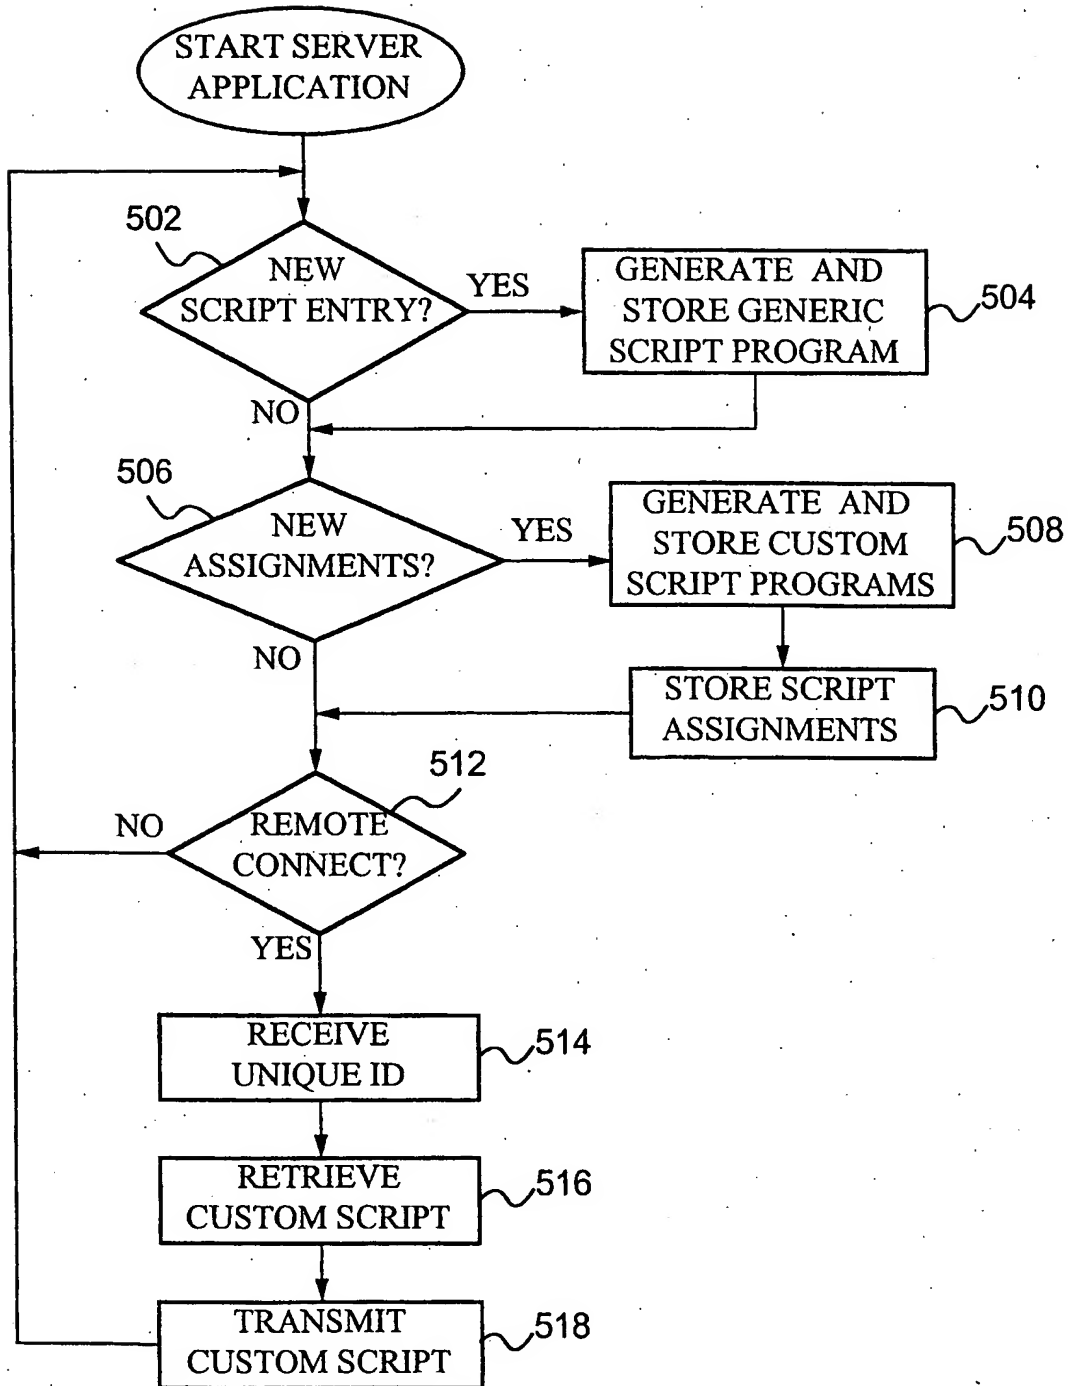 START SERVER
APPLICATION
502
NEW
SCRIPT ENTRY?
YES
GENERATE AND
STORE GENERIC
SCRIPT PROGRAM
504
NO
506
NEW
ASSIGNMENTS?
YES
GENERATE AND
STORE CUSTOM
SCRIPT PROGRAMS
508
NO
STORE SCRIPT
ASSIGNMENTS
510
512
REMOTE
CONNECT?
NO
YES
RECEIVE
UNIQUE ID
514
RETRIEVE
CUSTOM SCRIPT
516
TRANSMIT
CUSTOM SCRIPT
518